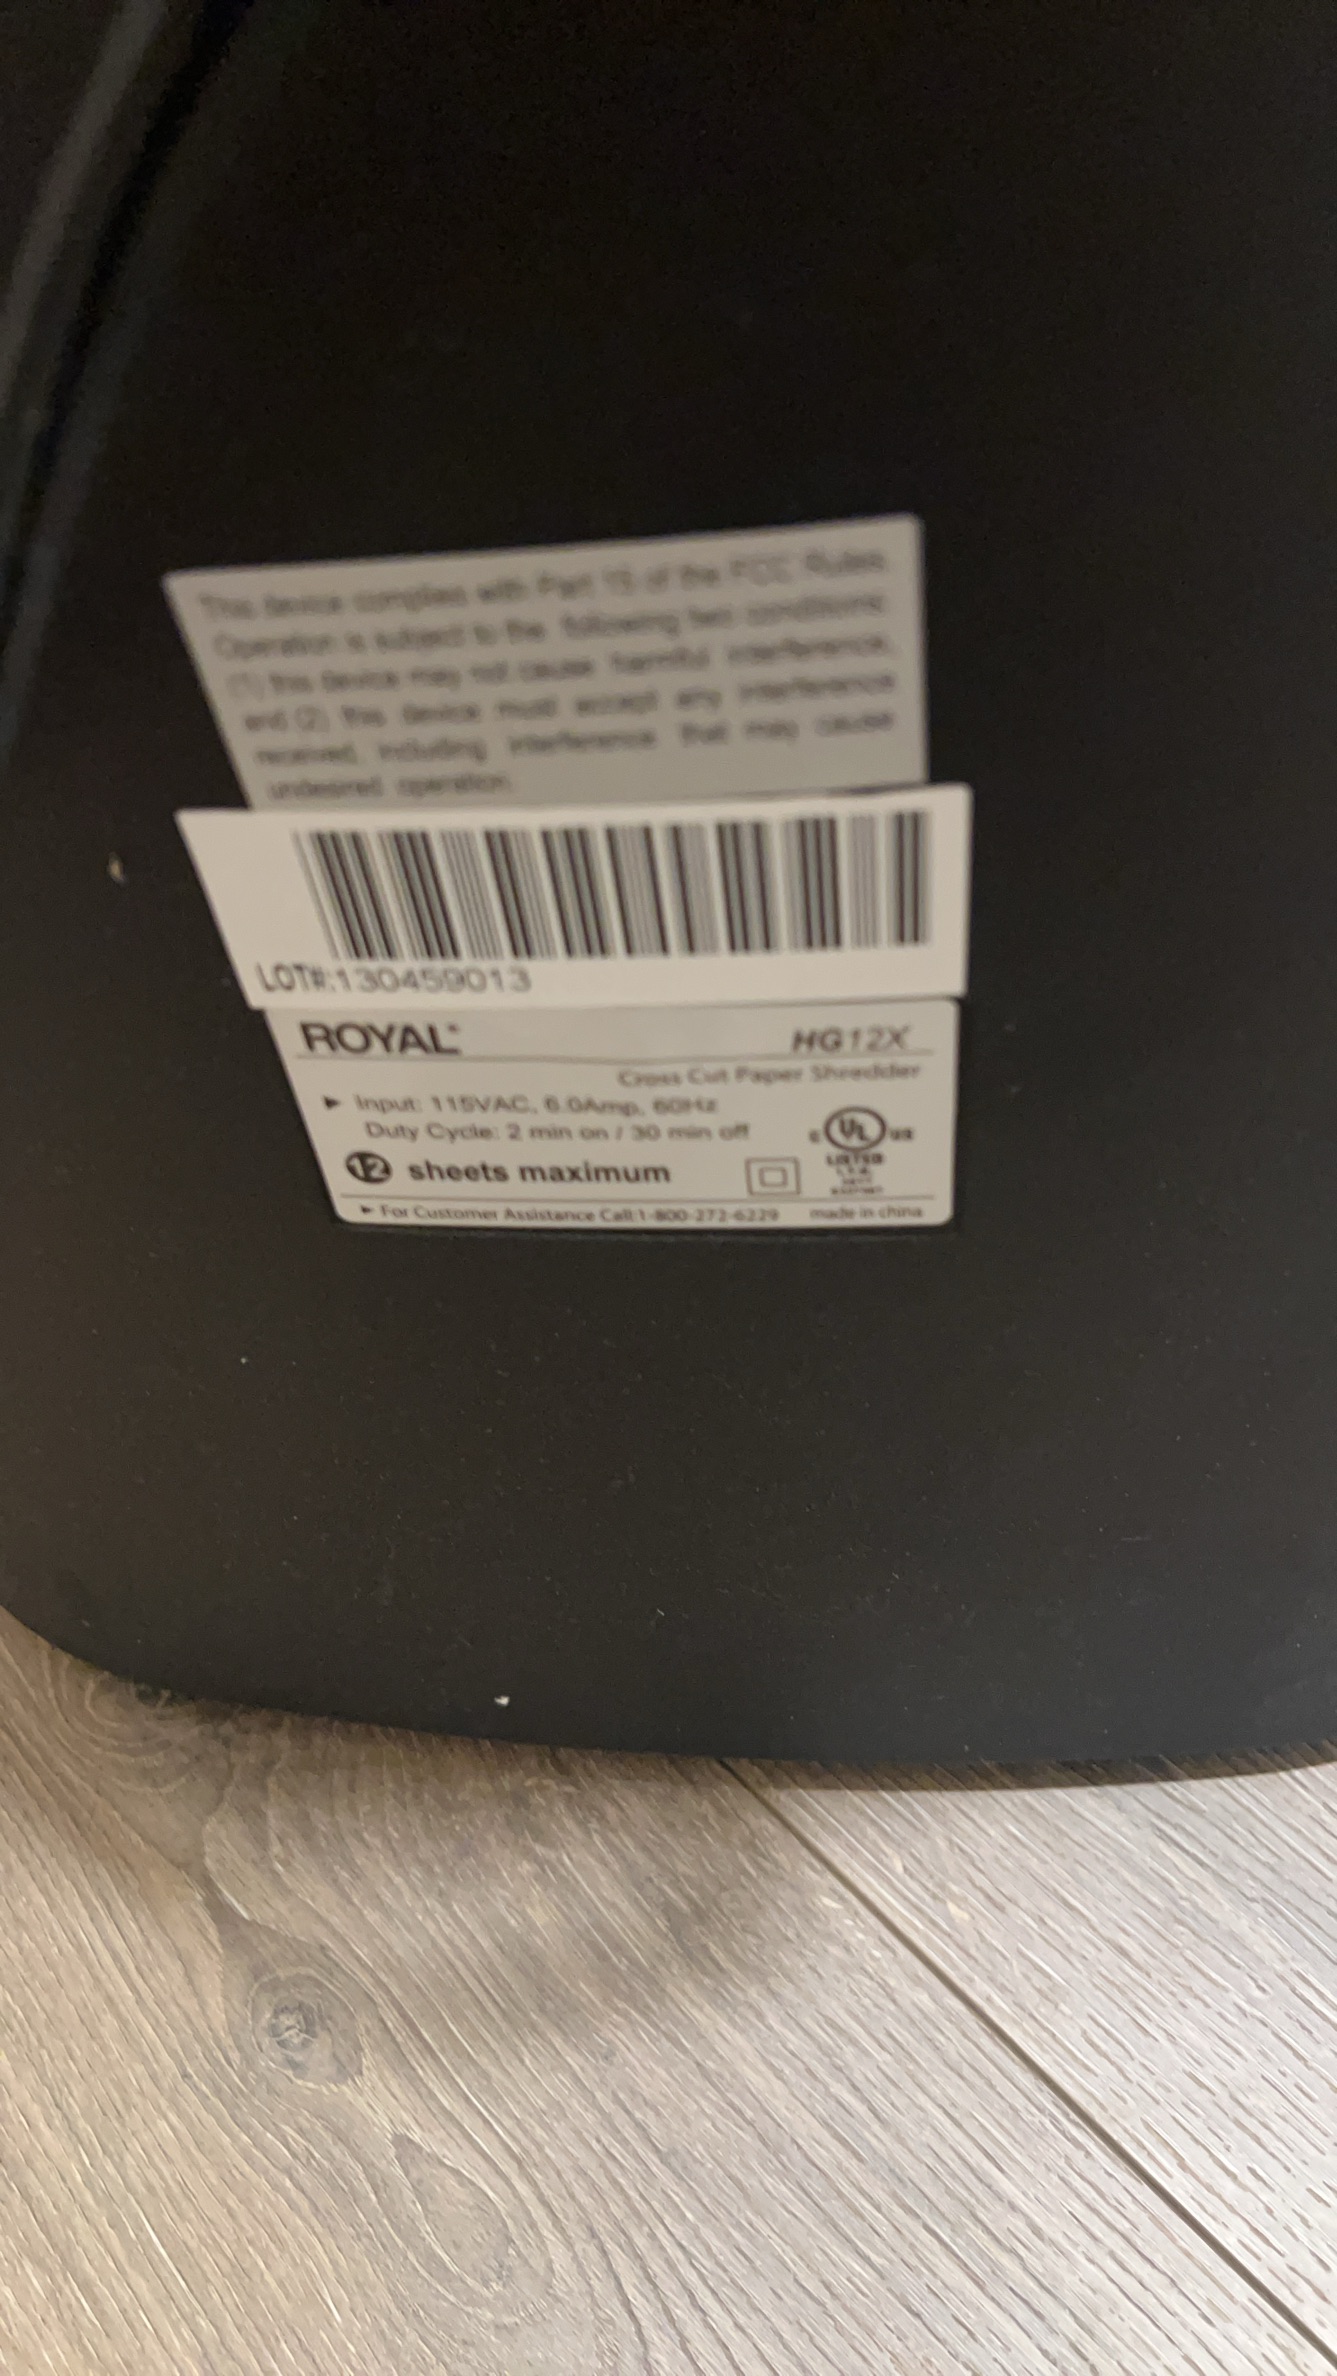 This device complies with Part 15 of the FCC Rules.
Operation is subject to the following two conditions:
(1) this device may not cause harmful interference,
and (2) this device must accept any interference
received, including interference that may cause
undesired operation.
LOT#:130459013
ROYAL HG12X
Cross Cut Paper Shredder
► Input: 115VAC, 6.0Amp, 60Hz
Duty Cycle: 2 min on / 30 min off
C UL US
12 sheets maximum
LISTED
► For Customer Assistance Call:1-800-272-6229 made in china